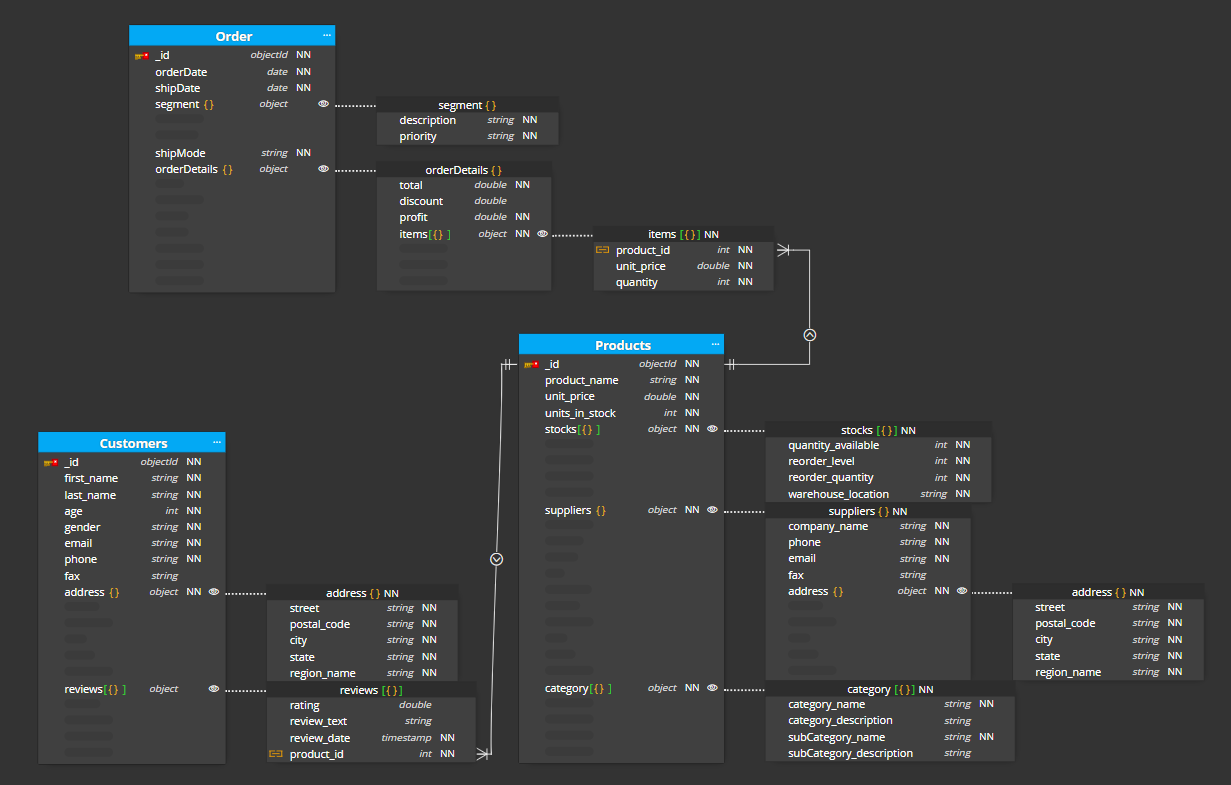 Order ...
_id objectId NN
orderDate date NN
shipDate date NN
segment {} object
shipMode string NN
orderDetails {} object
segment {}
description string NN
priority string NN
orderDetails {}
total double NN
discount double
profit double NN
items[{} ] object NN
items [{}] NN
product_id int NN
unit_price double NN
quantity int NN
Products ...
_id objectId NN
product_name string NN
unit_price double NN
units_in_stock int NN
stocks[{} ] object NN
suppliers {} object NN
category[{} ] object NN
stocks [{}] NN
quantity_available int NN
reorder_level int NN
reorder_quantity int NN
warehouse_location string NN
suppliers {} NN
company_name string NN
phone string NN
email string NN
fax string
address {} object NN
address {} NN
street string NN
postal_code string NN
city string NN
state string NN
region_name string NN
category [{}] NN
category_name string NN
category_description string
subCategory_name string NN
subCategory_description string
Customers ...
_id objectId NN
first_name string NN
last_name string NN
age int NN
gender string NN
email string NN
phone string NN
fax string
address {} object NN
reviews[{} ] object
address {} NN
street string NN
postal_code string NN
city string NN
state string NN
region_name string NN
reviews [{}]
rating double
review_text string
review_date timestamp NN
product_id int NN